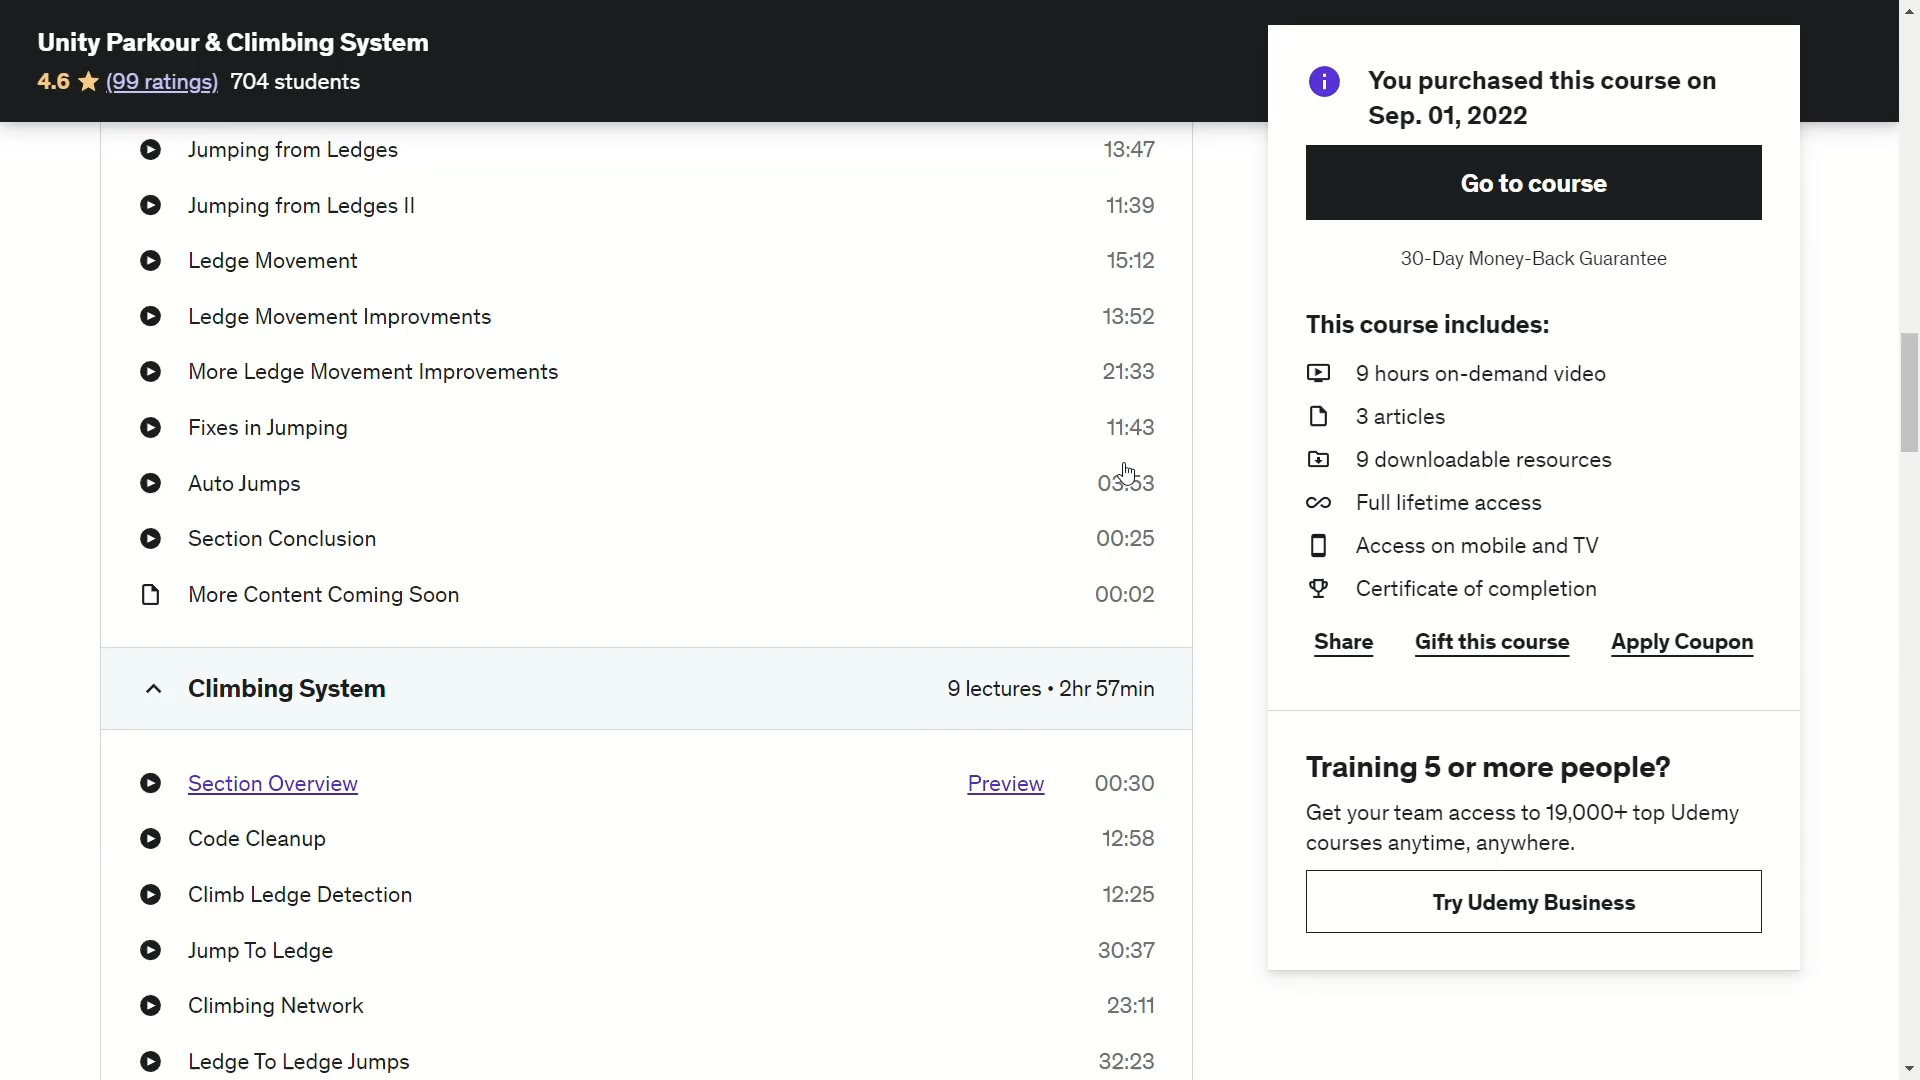 Unity Parkour & Climbing System
4.6 (99 ratings) 704 students
Jumping from Ledges 13:47
Jumping from Ledges II 11:39
Ledge Movement 15:12
Ledge Movement Improvments 13:52
More Ledge Movement Improvements 21:33
Fixes in Jumping 11:43
Auto Jumps 03:53
Section Conclusion 00:25
More Content Coming Soon 00:02
Climbing System 9 lectures • 2hr 57min
Section Overview Preview 00:30
Code Cleanup 12:58
Climb Ledge Detection 12:25
Jump To Ledge 30:37
Climbing Network 23:11
Ledge To Ledge Jumps 32:23
You purchased this course on
Sep. 01, 2022
Go to course
30-Day Money-Back Guarantee
This course includes:
9 hours on-demand video
3 articles
9 downloadable resources
Full lifetime access
Access on mobile and TV
Certificate of completion
Share Gift this course Apply Coupon
Training 5 or more people?
Get your team access to 19,000+ top Udemy
courses anytime, anywhere.
Try Udemy Business